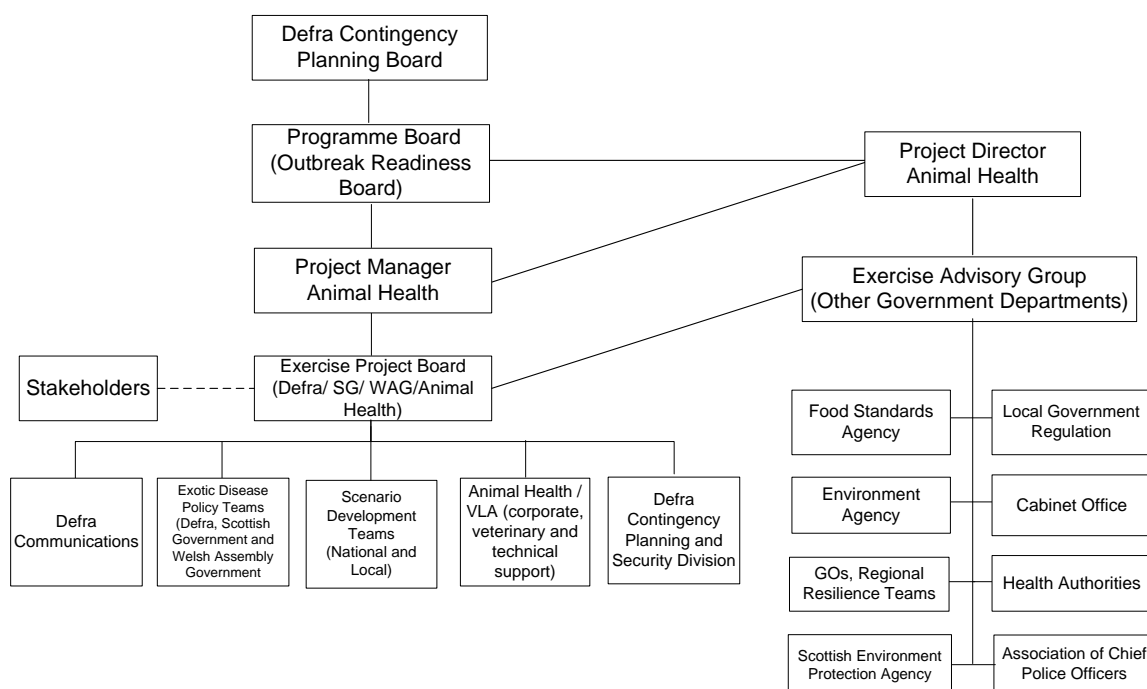 Defra Contingency
Planning Board
Programme Board
(Outbreak Readiness
Board)
Project Director
Animal Health
Project Manager
Animal Health
Exercise Advisory Group
(Other Government Departments)
Stakeholders
Exercise Project Board
(Defra/ SG/ WAG/Animal
Health)
Defra
Communications
Exotic Disease
Policy Teams
(Defra, Scottish
Government and
Welsh Assembly
Government
Scenario
Development
Teams
(National and
Local)
Animal Health /
VLA (corporate,
veterinary and
technical
support)
Defra
Contingency
Planning and
Security Division
Food Standards
Agency
Local Government
Regulation
Environment
Agency
Cabinet Office
GOs, Regional
Resilience Teams
Health Authorities
Scottish Environment
Protection Agency
Association of Chief
Police Officers